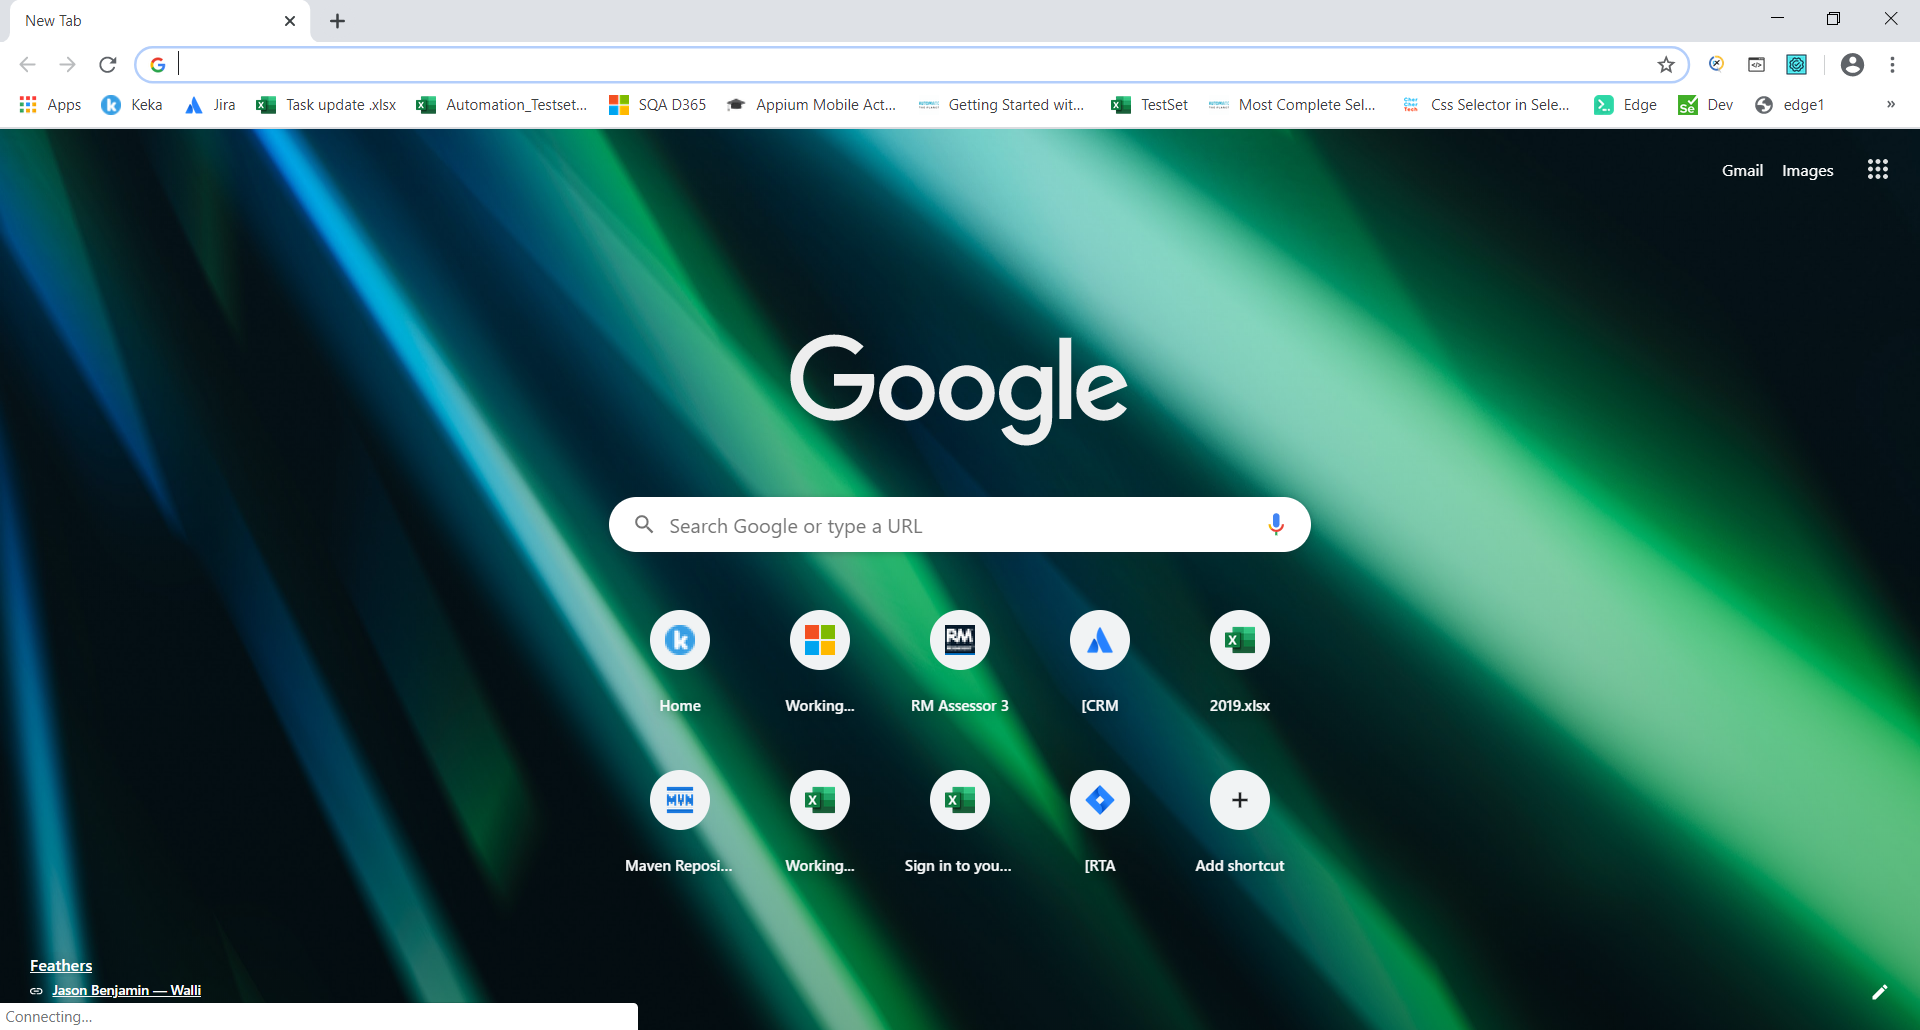 New Tab
Apps Keka Jira Task update .xlsx Automation_Testset... SQA D365 Appium Mobile Act... Getting Started wit... TestSet Most Complete Sel... Css Selector in Sele... Edge Dev edge1 »
Gmail Images
Google
Search Google or type a URL
Home Working... RM Assessor 3 [CRM 2019.xlsx
Maven Reposi... Working... Sign in to you... [RTA Add shortcut
Feathers
Jason Benjamin — Walli
Connecting...